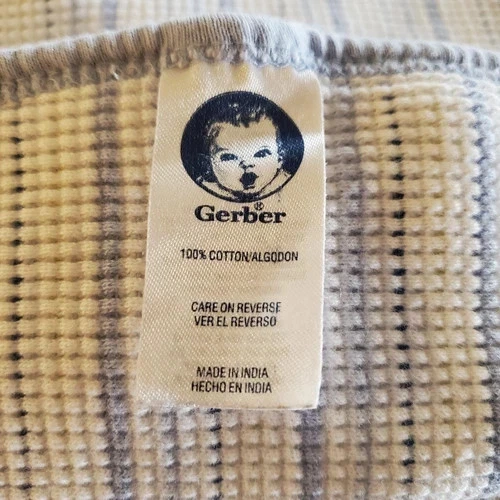 Gerber®
100% COTTON/ALGODON
CARE ON REVERSE
VER EL REVERSO
MADE IN INDIA
HECHO EN INDIA